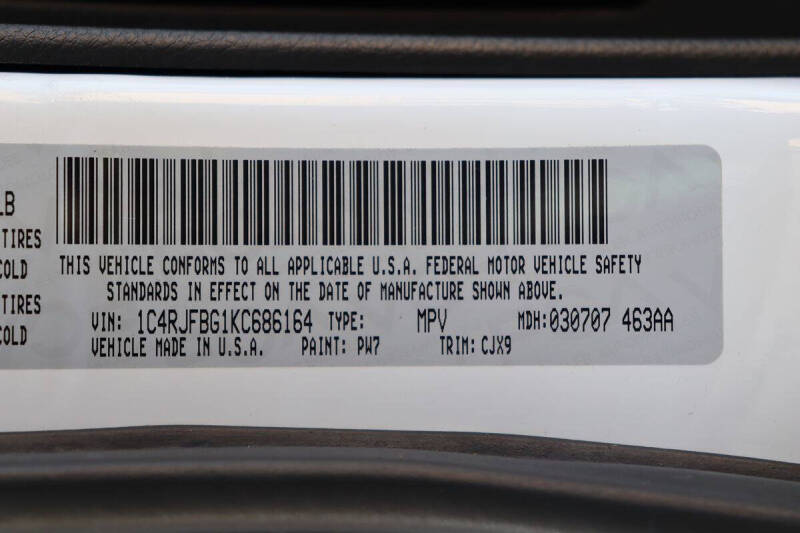 LB
TIRES
COLD
TIRES
COLD
THIS VEHICLE CONFORMS TO ALL APPLICABLE U.S.A. FEDERAL MOTOR VEHICLE SAFETY
STANDARDS IN EFFECT ON THE DATE OF MANUFACTURE SHOWN ABOVE.
VIN: 1C4RJFBG1KC686164 TYPE: MPV MDH:030707 463AA
VEHICLE MADE IN U.S.A. PAINT: PW7 TRIM: CJX9